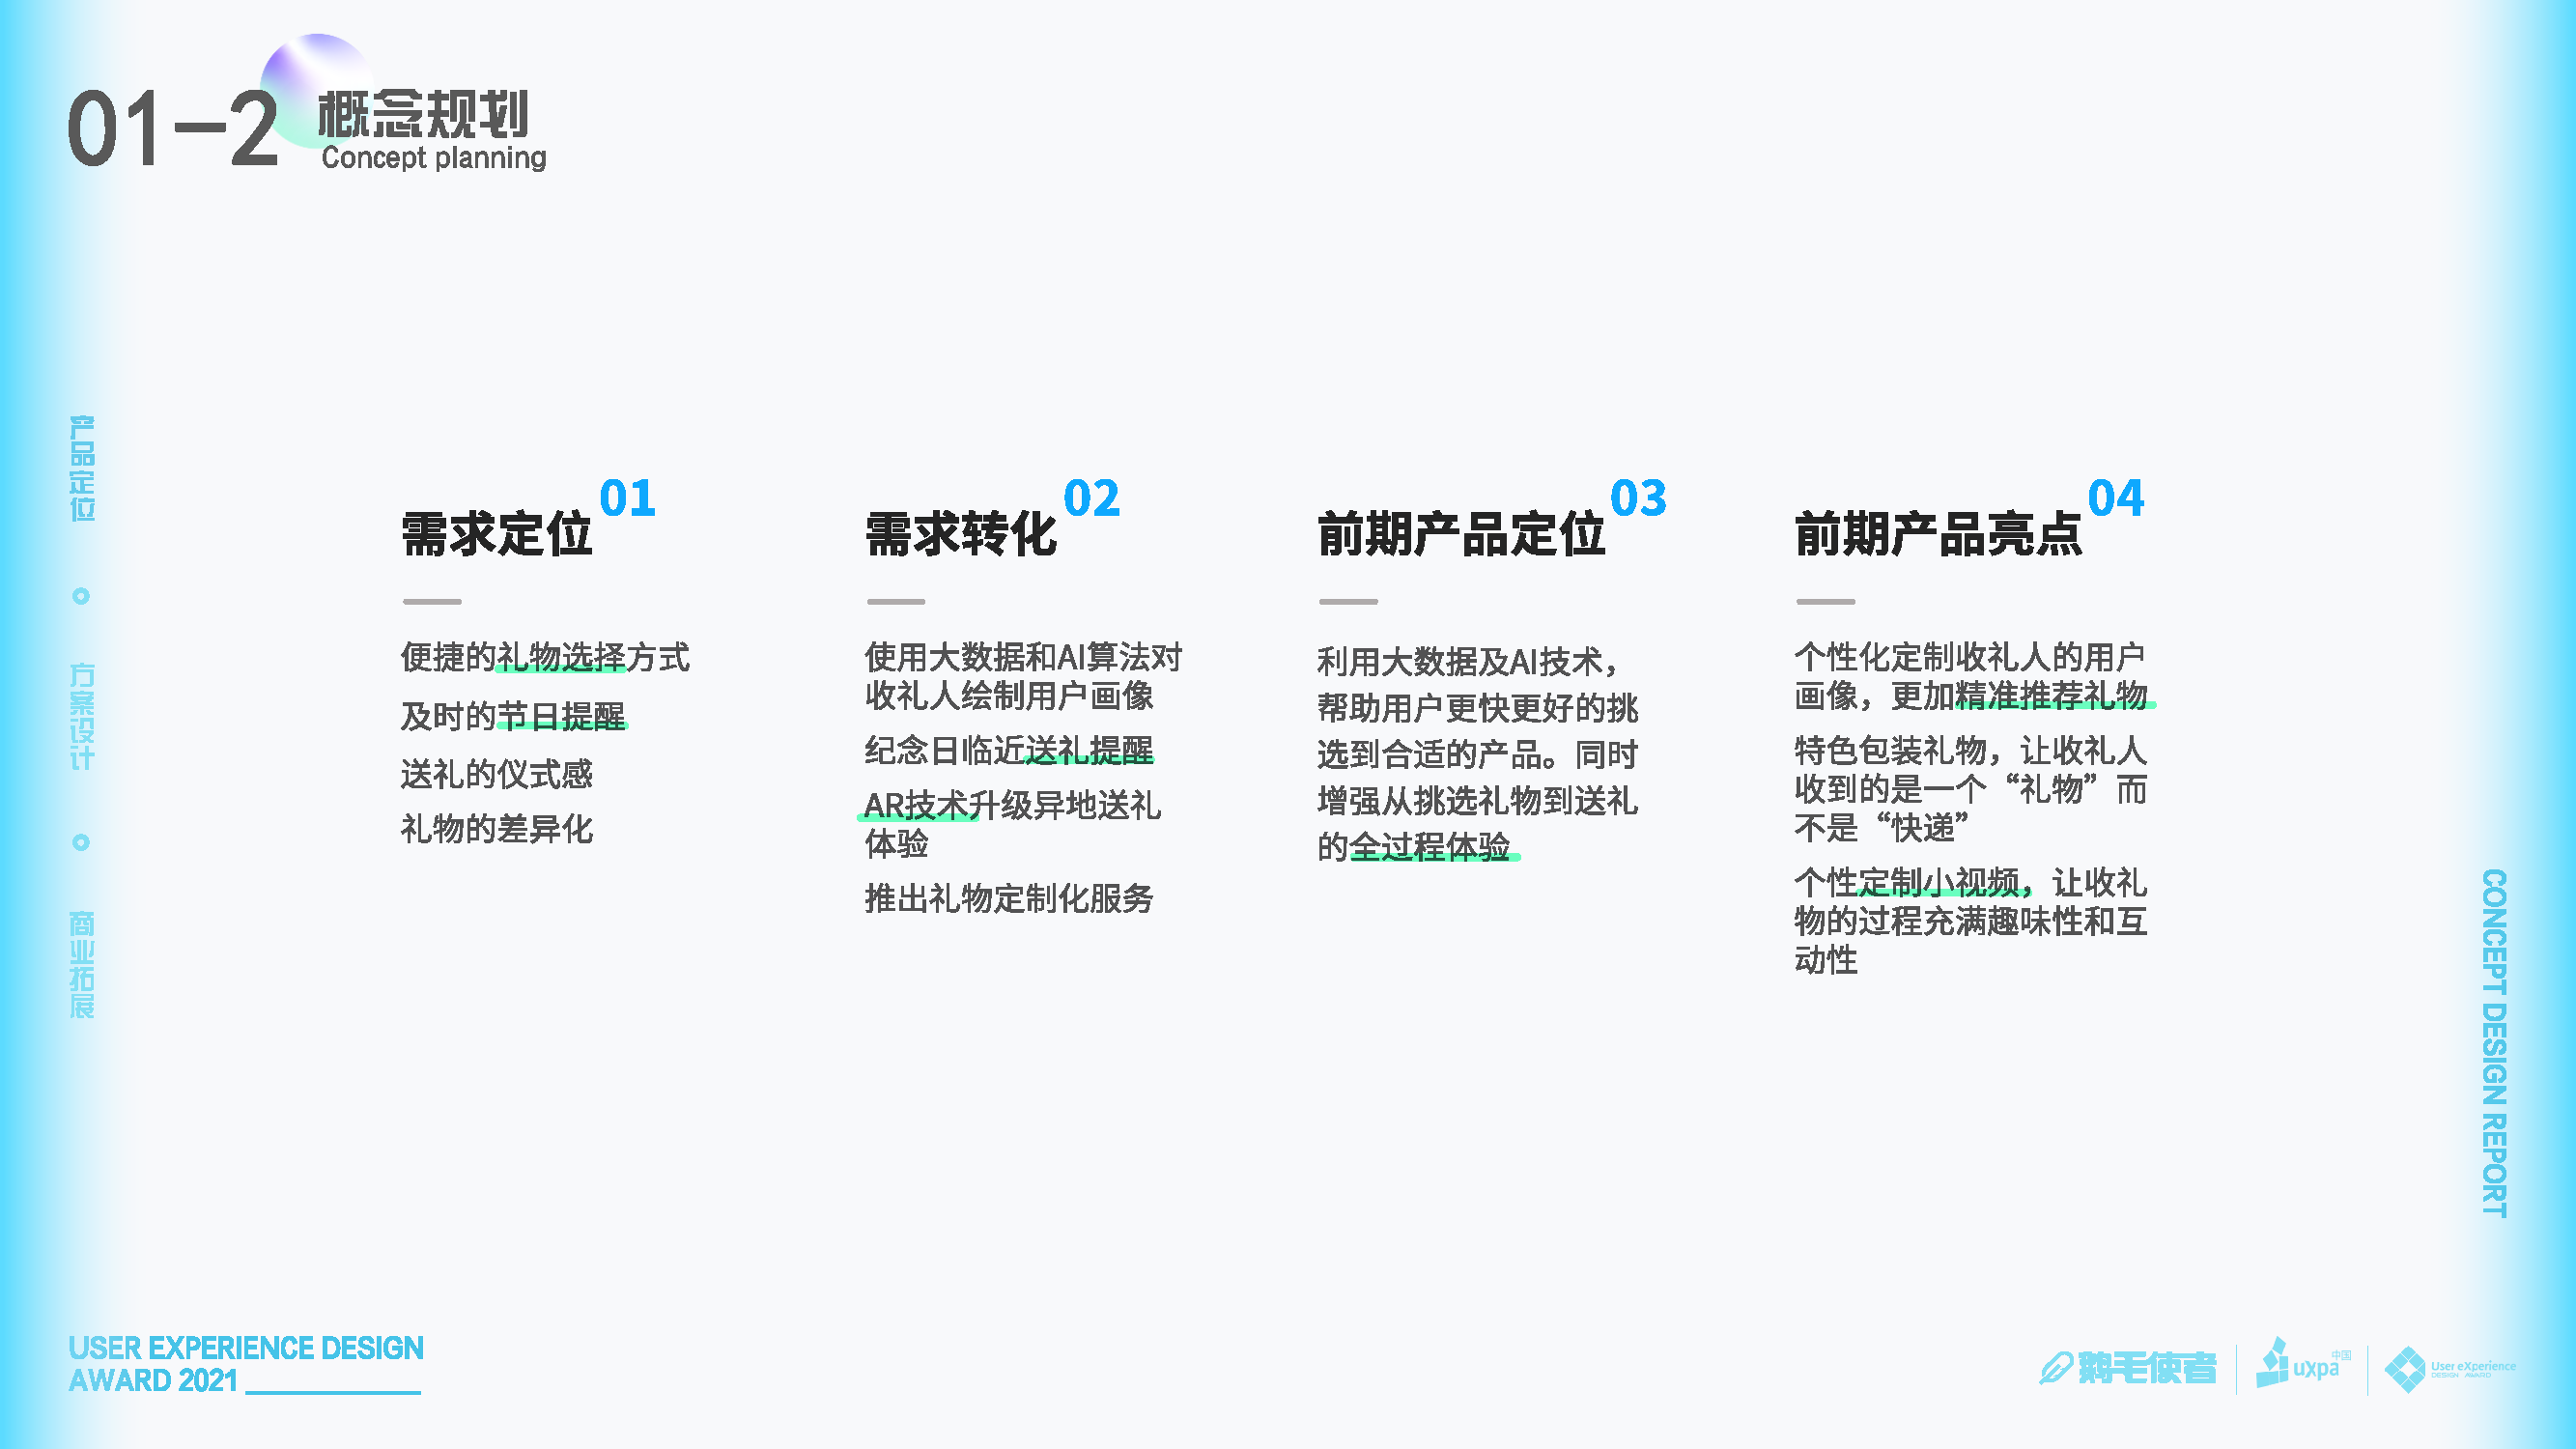 01-2
概念规划
Concept planning
产品定位
方案设计
商业拓展
01
需求定位
便捷的礼物选择方式
及时的节日提醒
送礼的仪式感
礼物的差异化
02
需求转化
使用大数据和AI算法对
收礼人绘制用户画像
纪念日临近送礼提醒
AR技术升级异地送礼
体验
推出礼物定制化服务
03
前期产品定位
利用大数据及AI技术，
帮助用户更快更好的挑
选到合适的产品。同时
增强从挑选礼物到送礼
的全过程体验
04
前期产品亮点
个性化定制收礼人的用户
画像，更加精准推荐礼物
特色包装礼物，让收礼人
收到的是一个“礼物”而
不是“快递”
个性定制小视频，让收礼
物的过程充满趣味性和互
动性
CONCEPT DESIGN REPORT
USER EXPERIENCE DESIGN
AWARD 2021
鹅毛使者
uxpa 中国
User eXperience
DESIGN AWARD